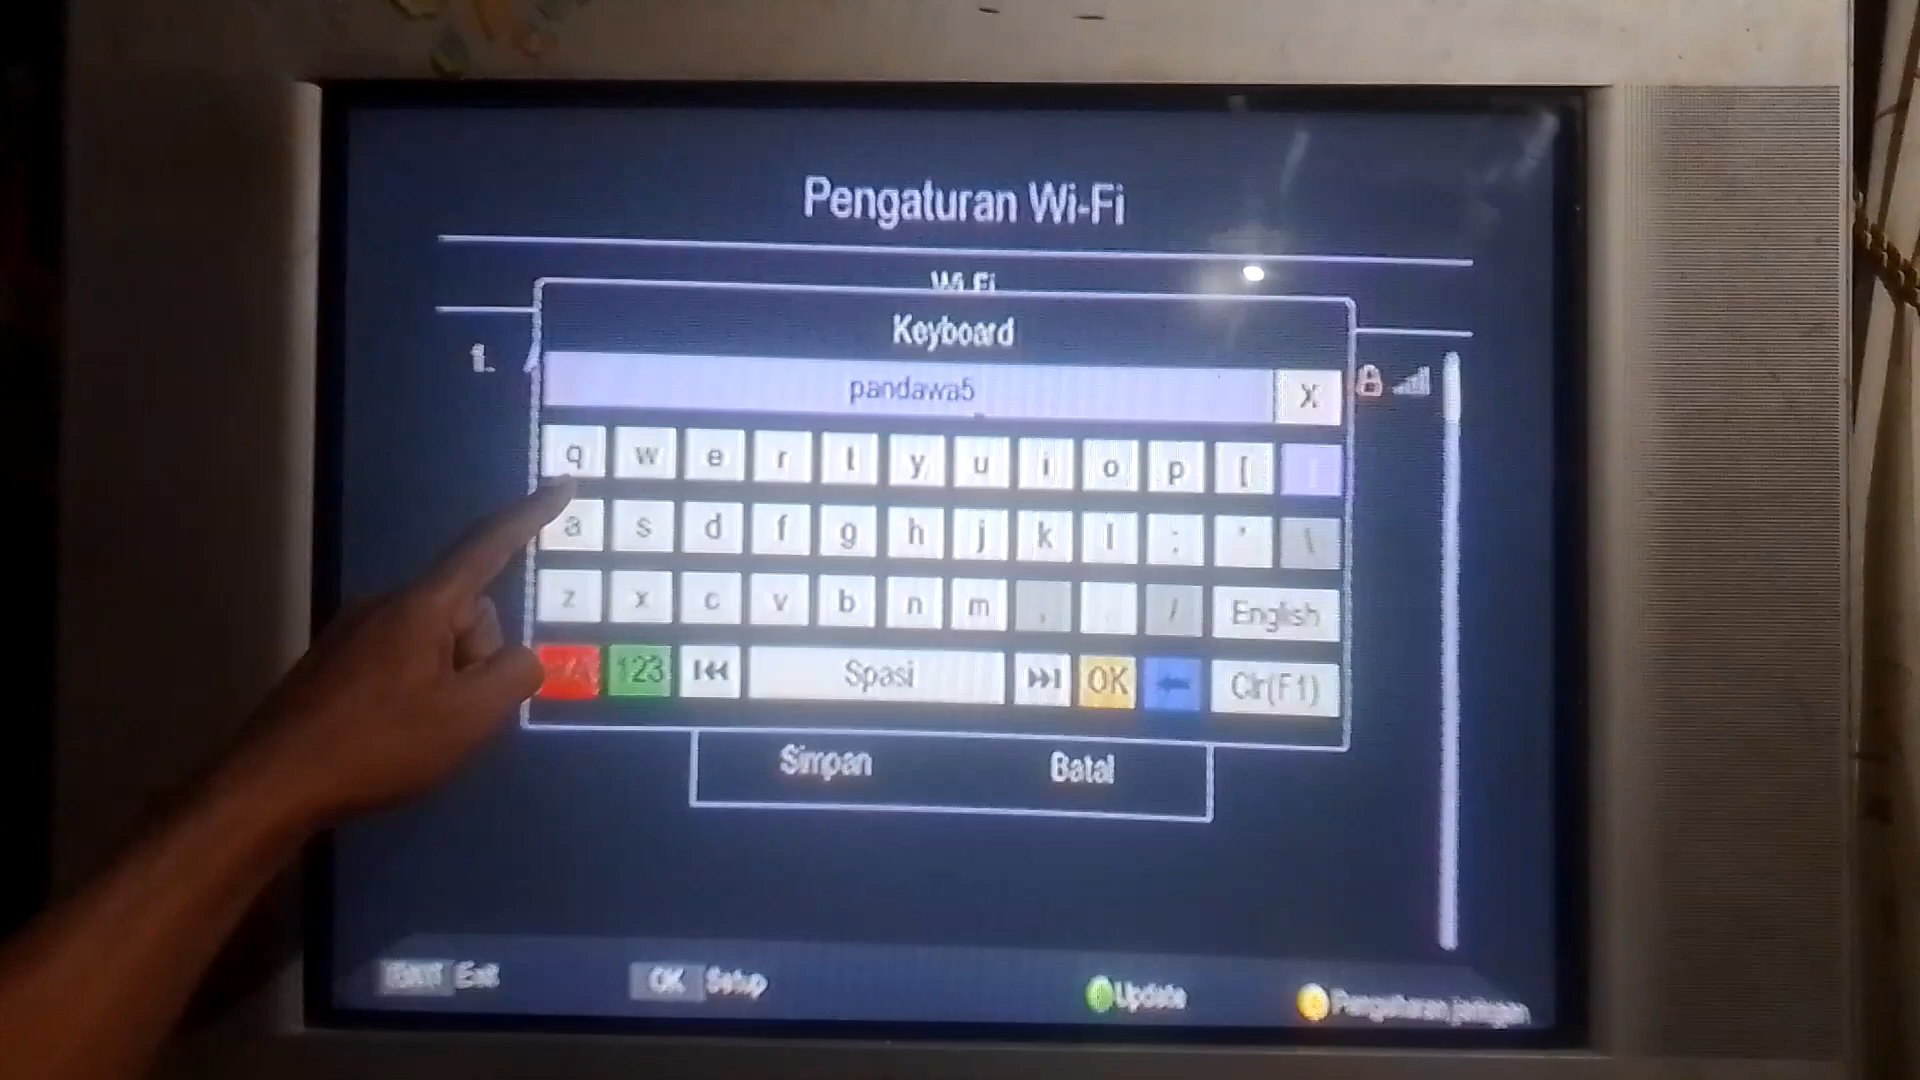 Pengaturan Wi-Fi
Wi-Fi
Keyboard
1.
pandawa5 X
q w e r t y u i o p [ ]
a s d f g h j k l ; ' \
z x c v b n m , . / English
123 Spasi OK Clr(F1)
Simpan Batal
Exit OK Setup Update Pengaturan jaringan